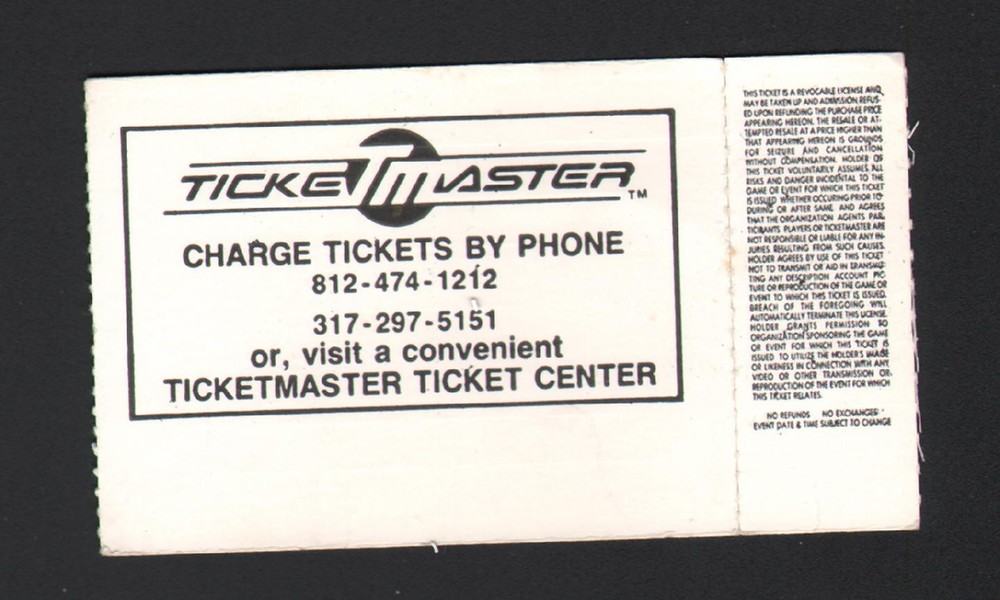 TICKETMASTER TM
CHARGE TICKETS BY PHONE
812-474-1212
317-297-5151
or, visit a convenient
TICKETMASTER TICKET CENTER
THIS TICKET IS A REVOCABLE LICENSE AND
MAY BE TAKEN UP AND ADMISSION REFUS-
ED UPON REFUNDING THE PURCHASE PRICE
APPEARING HEREON. THE RESALE OR AT-
TEMPTED RESALE AT A PRICE HIGHER THAN
THAT APPEARING HEREON IS GROUNDS
FOR SEIZURE AND CANCELLATION
WITHOUT COMPENSATION. HOLDER OF
THIS TICKET VOLUNTARILY ASSUMES ALL
RISKS AND DANGER INCIDENTAL TO THE
GAME OR EVENT FOR WHICH THIS TICKET
IS ISSUED WHETHER OCCURING PRIOR TO
DURING OR AFTER SAME. AND AGREES
THAT THE ORGANIZATION AGENTS PAR-
TICIPANTS PLAYERS OR TICKETMASTER ARE
NOT RESPONSIBLE OR LIABLE FOR ANY IN-
JURIES RESULTING FROM SUCH CAUSES.
HOLDER AGREES BY USE OF THIS TICKET
NOT TO TRANSMIT OR AID IN TRANSMIT-
TING ANY DESCRIPTION ACCOUNT PIC-
TURE OR REPRODUCTION OF THE GAME OR
EVENT TO WHICH THIS TICKET IS ISSUED.
BREACH OF THE FOREGOING WILL
AUTOMATICALLY TERMINATE THIS LICENSE.
HOLDER GRANTS PERMISSION TO
ORGANIZATION SPONSORING THE GAME
OR EVENT FOR WHICH THIS TICKET IS
ISSUED TO UTILIZE THE HOLDER'S IMAGE
OR LIKENESS IN CONNECTION WITH ANY
VIDEO OR OTHER TRANSMISSION OR
REPRODUCTION OF THE EVENT FOR WHICH
THIS TICKET RELATES.
NO REFUNDS NO EXCHANGES
EVENT DATE & TIME SUBJECT TO CHANGE